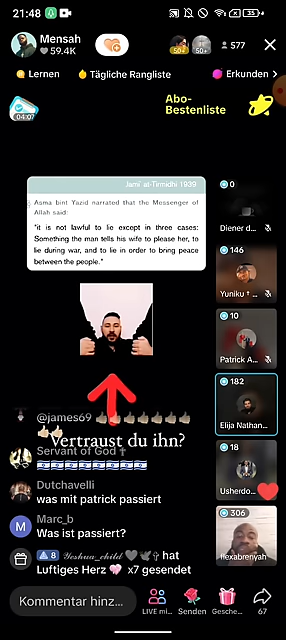 21:48
35
Mensah
59.4K
50+
50+
577
Lernen
Tägliche Rangliste
Erkunden >
04:07
Abo-
Bestenliste
Jami` at-Tirmidhi 1939
Asma bint Yazid narrated that the Messenger of
Allah said:
"it is not lawful to lie except in three cases:
Something the man tells his wife to please her, to
lie during war, and to lie in order to bring peace
between the people."
0
Diener d...
146
Yuniku ✝ ...
10
Patrick A...
182
Elija Nathan...
18
Usherdo...
306
flexabrenyah
@james69 👍🏼👍🏼👍🏼👍🏼👍🏼👍🏼👍🏼
👍🏼👍🏼
Vertraust du ihn?
Servant of God ✝
🇮🇱🇮🇱🇮🇱🇮🇱🇮🇱🇮🇱🇮🇱🇮🇱
Dutchavelli
was mit patrick passiert
M
Marc_b
Was ist passiert?
8 Yeshua_child hat
Luftiges Herz 🩷 x7 gesendet
Kommentar hinz...
LIVE mi...
Senden
Gesche...
67